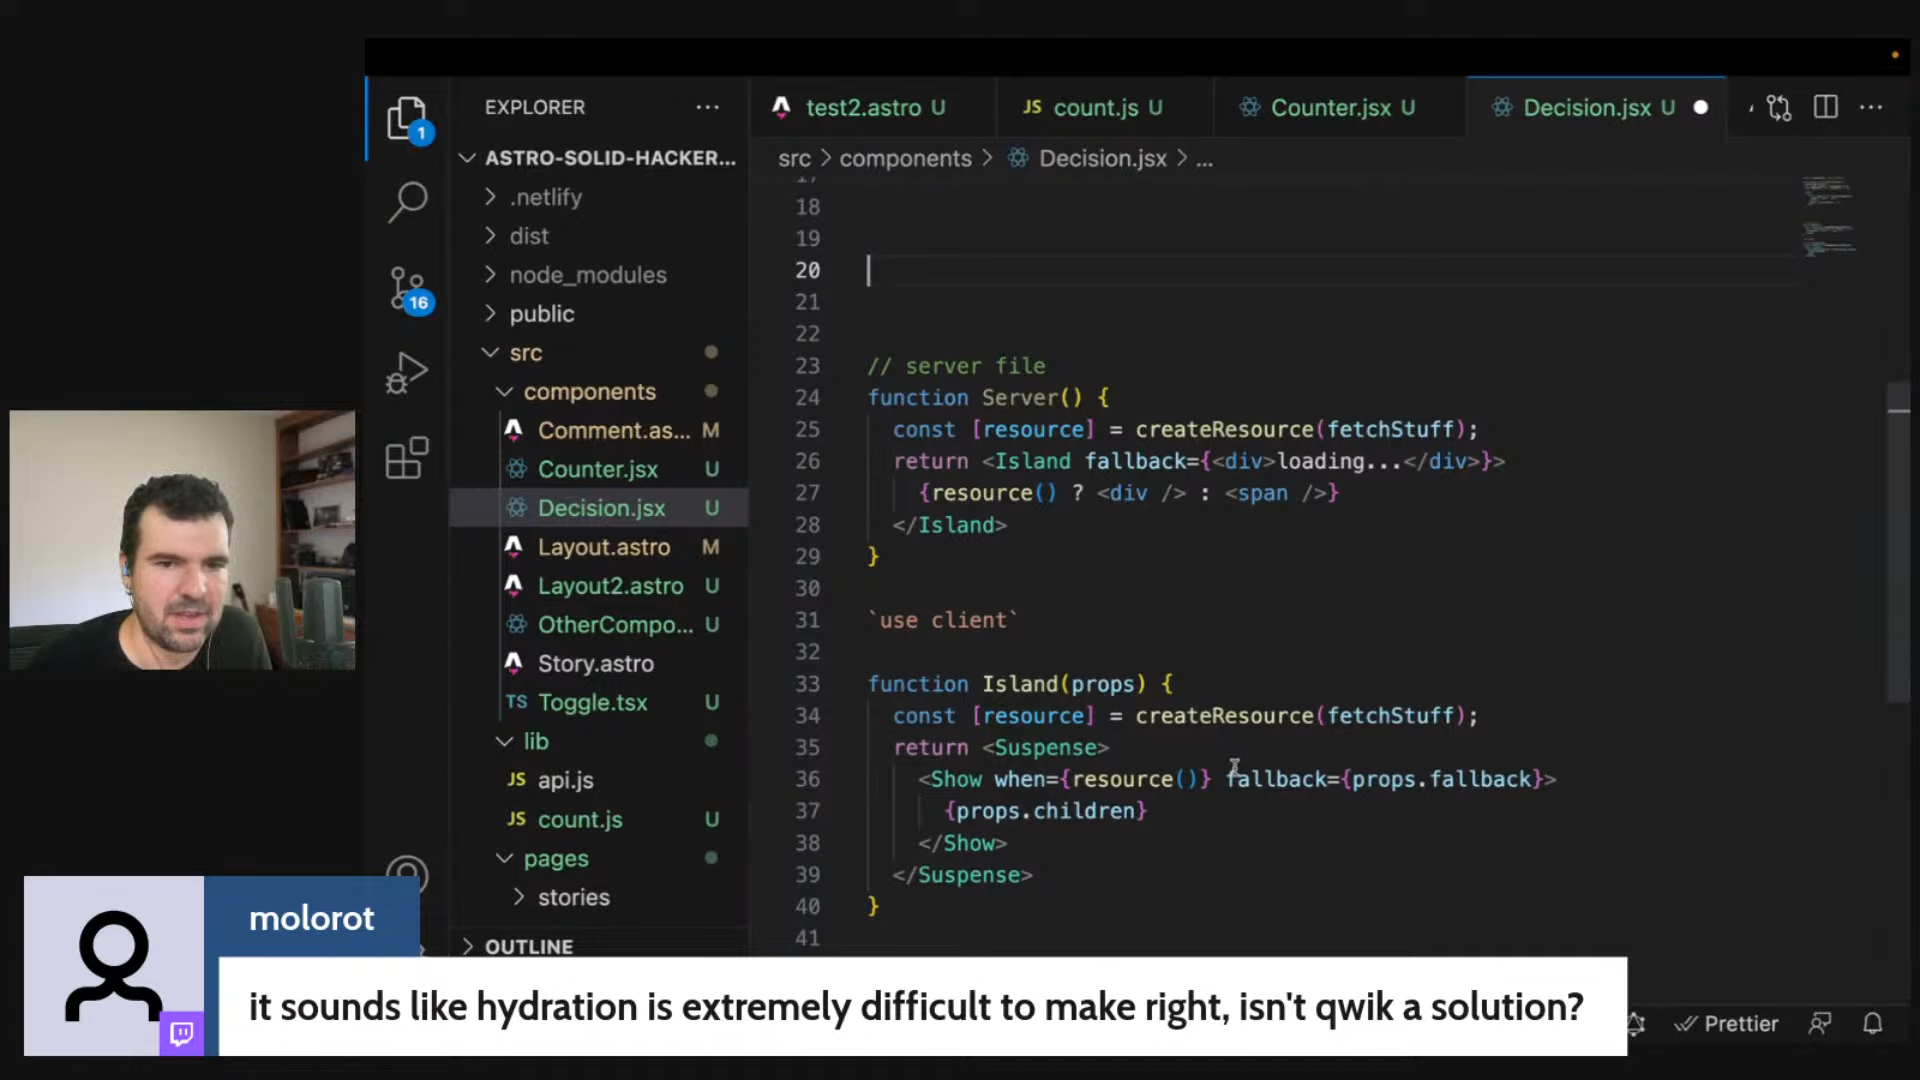 EXPLORER
ASTRO-SOLID-HACKER...
.netlify
dist
node_modules
public
src
components
Comment.as... M
Counter.jsx U
Decision.jsx U
Layout.astro M
Layout2.astro U
OtherCompo... U
Story.astro
TS Toggle.tsx U
lib
JS api.js
JS count.js U
pages
stories
OUTLINE
1
16
test2.astro U
JS count.js U
Counter.jsx U
Decision.jsx U
src > components > Decision.jsx > ...
17
18
19
20
21
22
23 // server file
24 function Server() {
25 const [resource] = createResource(fetchStuff);
26 return <Island fallback={<div>loading...</div>}>
27 {resource() ? <div /> : <span />}
28 </Island>
29 }
30
31 `use client`
32
33 function Island(props) {
34 const [resource] = createResource(fetchStuff);
35 return <Suspense>
36 <Show when={resource()} fallback={props.fallback}>
37 {props.children}
38 </Show>
39 </Suspense>
40 }
41
molorot
it sounds like hydration is extremely difficult to make right, isn't qwik a solution?
Prettier